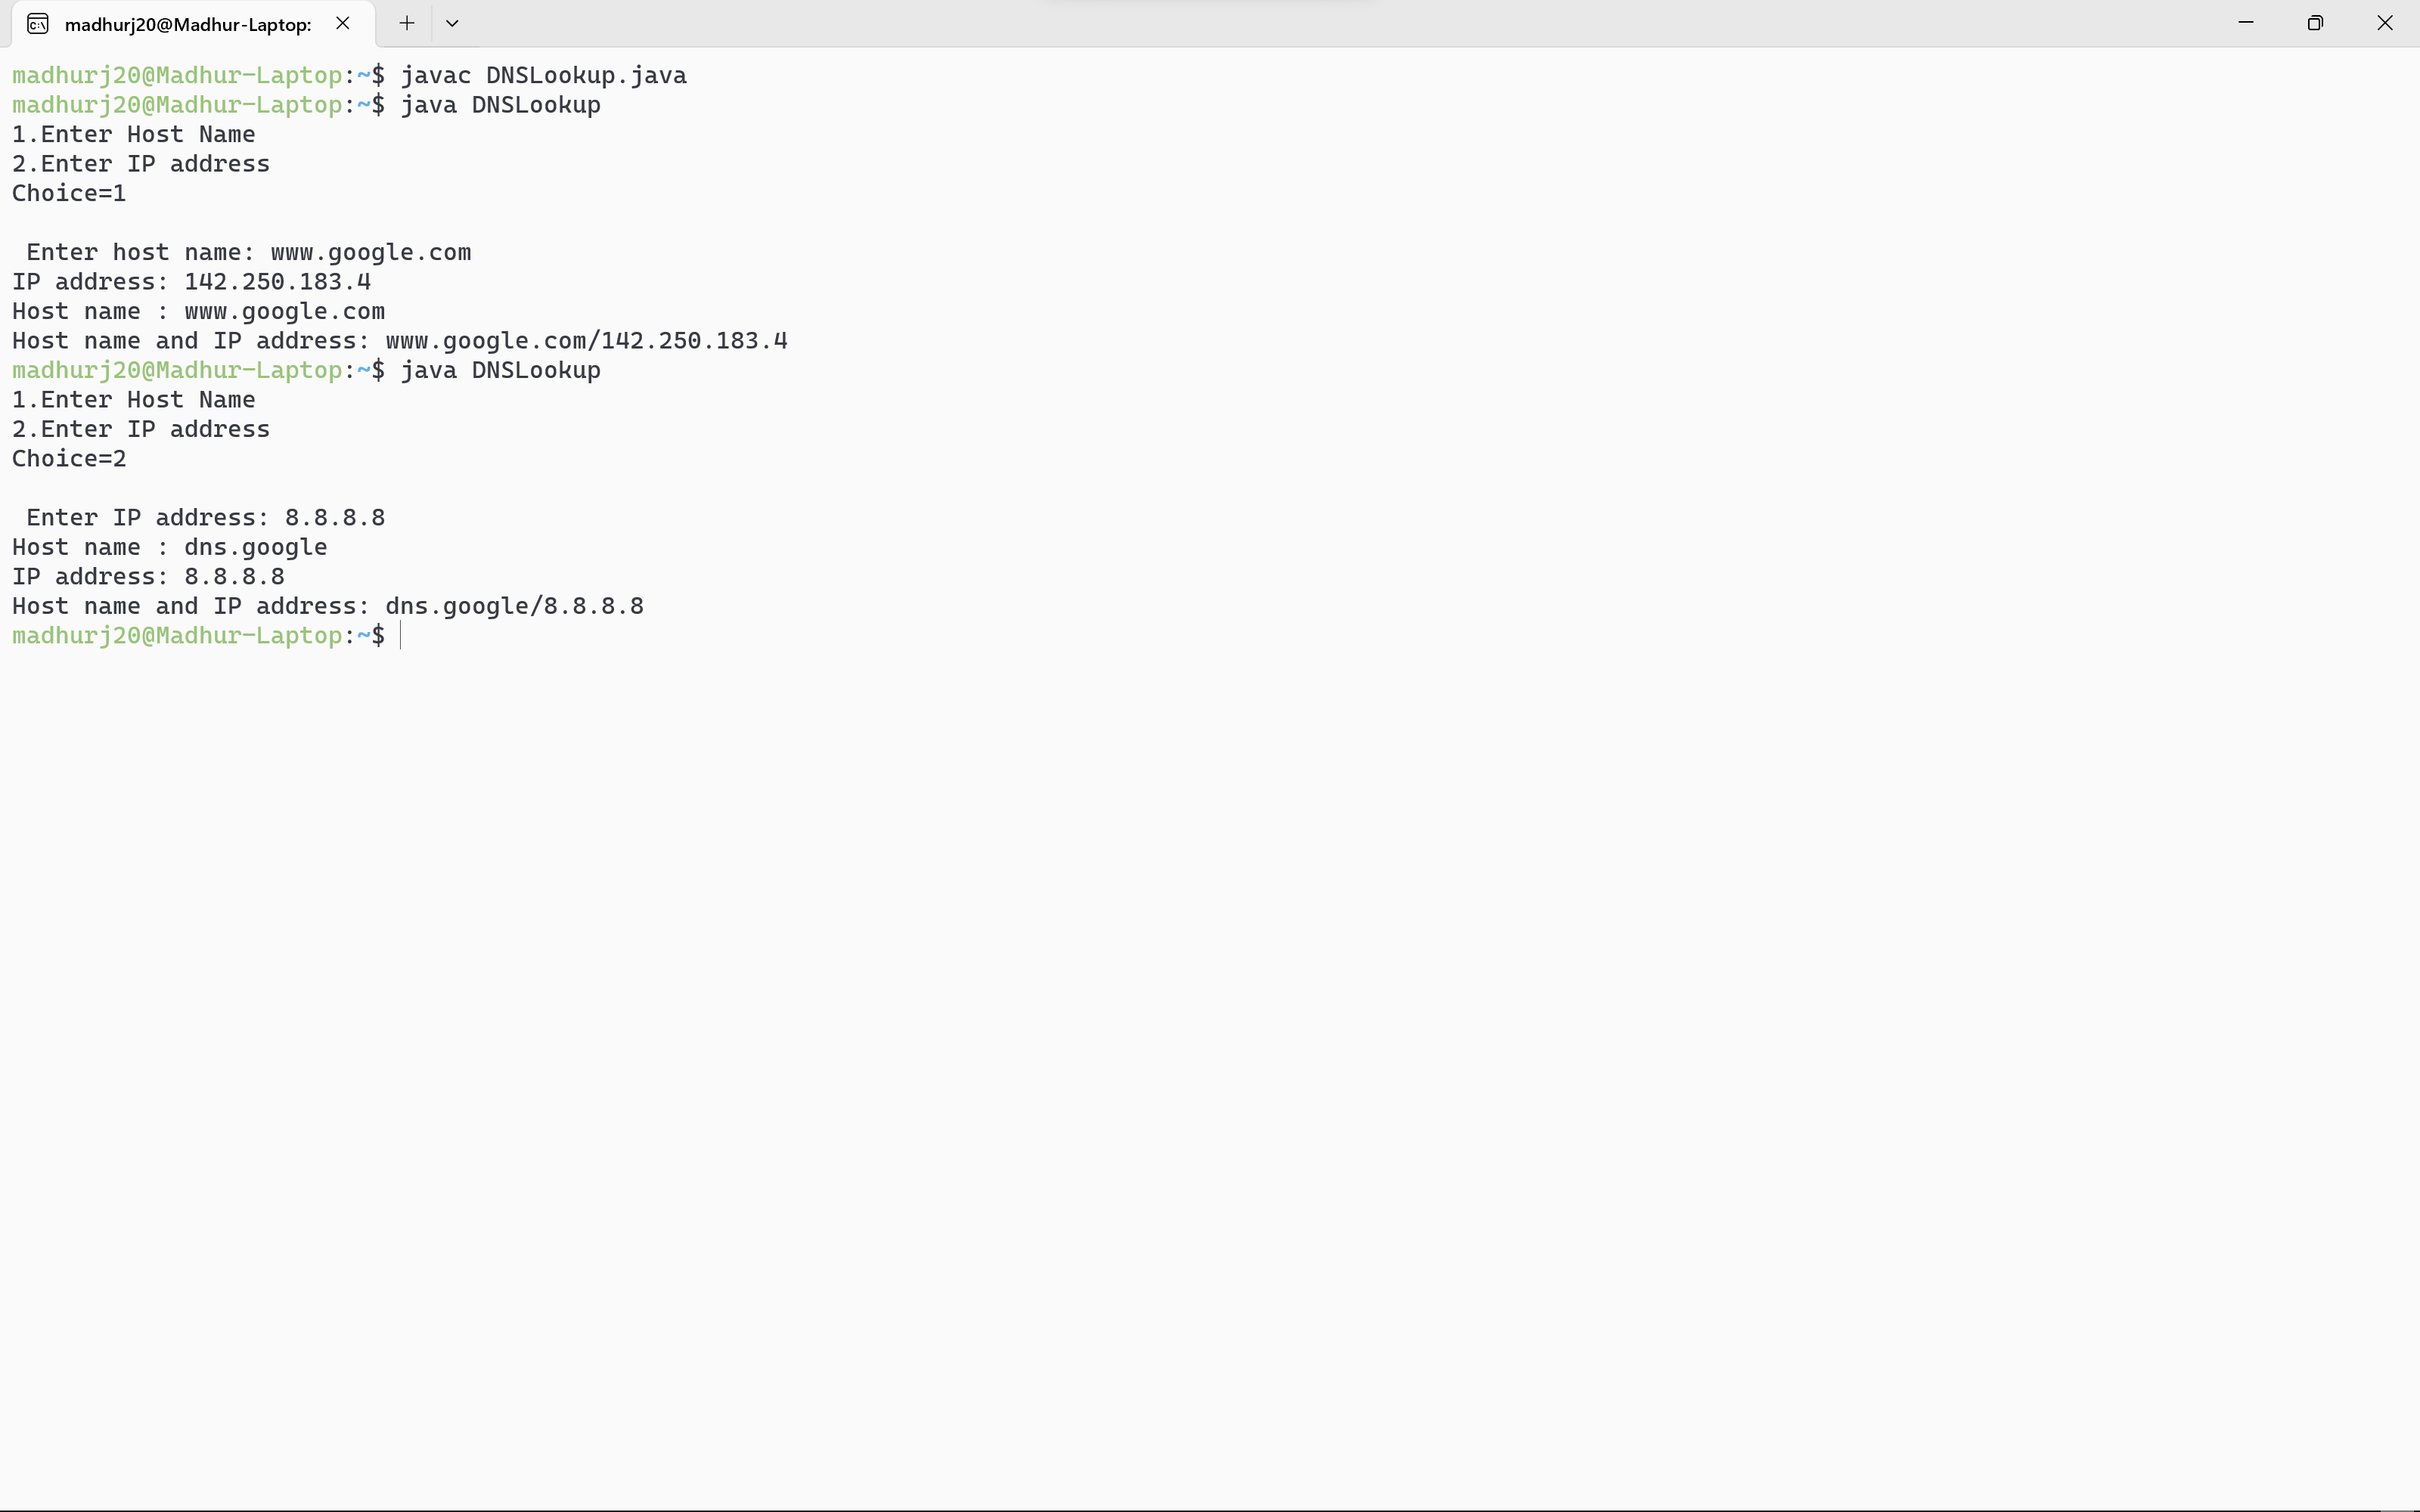 madhurj20@Madhur-Laptop:
madhurj20@Madhur-Laptop:~$ javac DNSLookup.java
madhurj20@Madhur-Laptop:~$ java DNSLookup
1.Enter Host Name
2.Enter IP address
Choice=1
 Enter host name: www.google.com
IP address: 142.250.183.4
Host name : www.google.com
Host name and IP address: www.google.com/142.250.183.4
madhurj20@Madhur-Laptop:~$ java DNSLookup
1.Enter Host Name
2.Enter IP address
Choice=2
 Enter IP address: 8.8.8.8
Host name : dns.google
IP address: 8.8.8.8
Host name and IP address: dns.google/8.8.8.8
madhurj20@Madhur-Laptop:~$